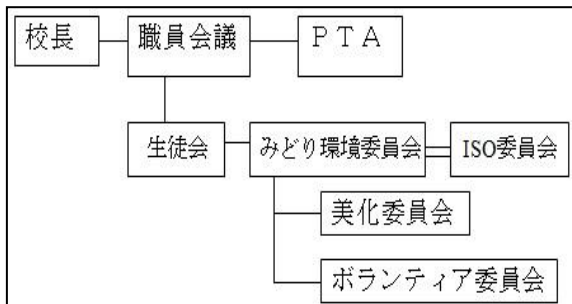 校長
職員会議
ＰＴＡ
生徒会
みどり環境委員会
ISO委員会
美化委員会
ボランティア委員会